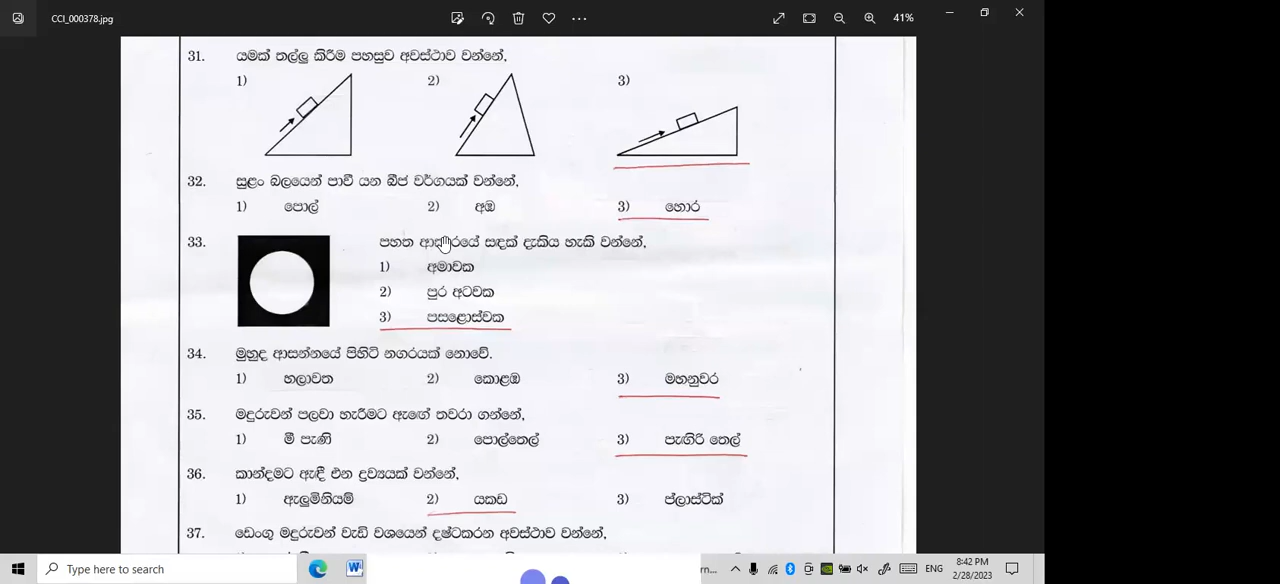 CCI_000378.jpg
41%
31. යමක් තල්ලු කිරීම පහසුව අවස්ථාව වන්නේ,
1) 2) 3)
32. සුළං බලයෙන් පාවී යන බීජ වර්ගයක් වන්නේ,
1) පොල් 2) අඹ 3) හොර
33. පහත ආකාරයේ සඳක් දැකිය හැකි වන්නේ,
1) අමාවක
2) පුර අටවක
3) පසළොස්වක
34. මුහුද ආසන්නයේ පිහිටි නගරයක් නොවේ.
1) හලාවත 2) කොළඹ 3) මහනුවර
35. මදුරුවන් පලවා හැරීමට ඇඟේ තවරා ගන්නේ,
1) මී පැණි 2) පොල්තෙල් 3) පැඟිරි තෙල්
36. කාන්දමට ඇඳී එන ද්‍රව්‍යයක් වන්නේ,
1) ඇලුමිනියම් 2) යකඩ 3) ප්ලාස්ටික්
37. ඩෙංගු මදුරුවන් වැඩි වශයෙන් දෂ්ටකරන අවස්ථාව වන්නේ,
Type here to search
ENG
8:42 PM
2/28/2023